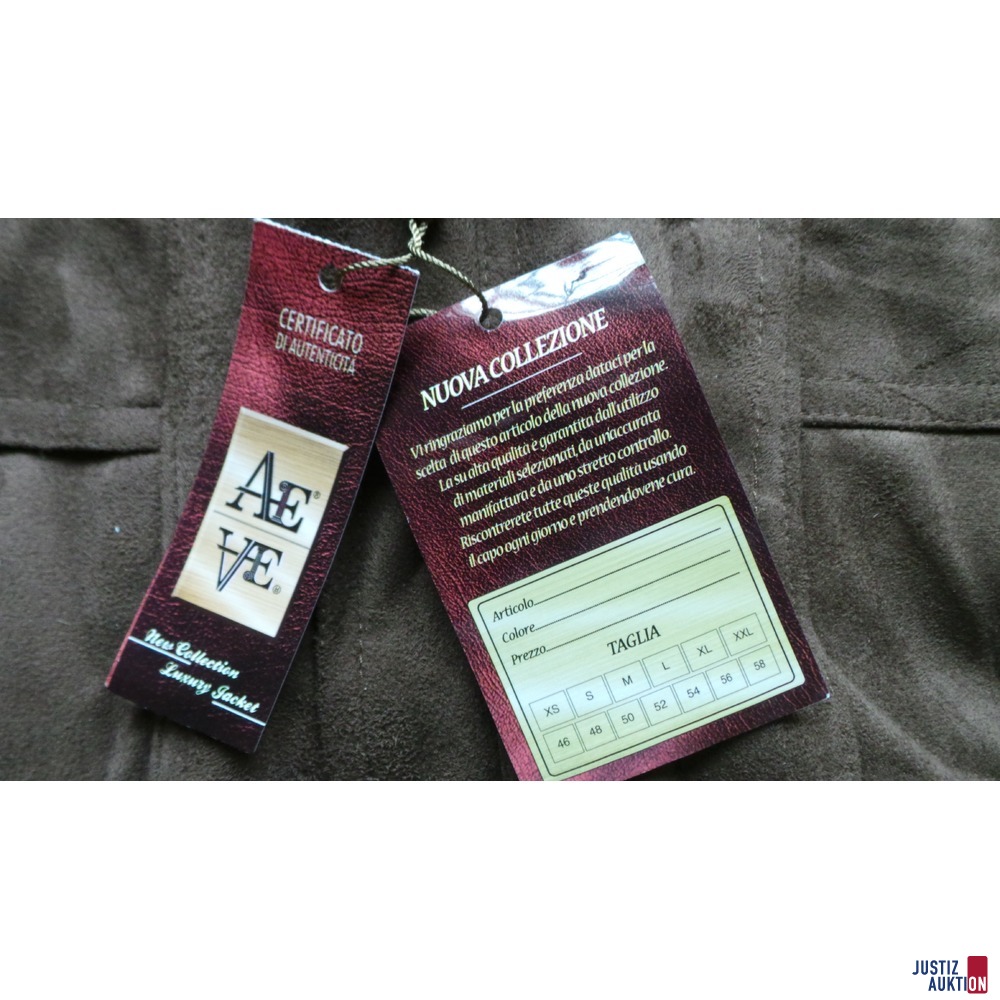 CERTIFICATO
DI AUTENTICITÀ
AE®
VE®
New Collection
Luxury Jacket
NUOVA COLLEZIONE
Vi ringraziamo per la preferenza dataci per la
scelta di questo articolo della nuova collezione.
La su alta qualità è garantita dall'utilizzo
di materiali selezionati, da un'accurata
manifattura e da uno stretto controllo.
Riscontrerete tutte queste qualità usando
il capo ogni giorno e prendendovene cura.
Articolo
Colore
Prezzo
TAGLIA
XS S M L XL XXL
46 48 50 52 54 56 58
JUSTIZ
AUKTION